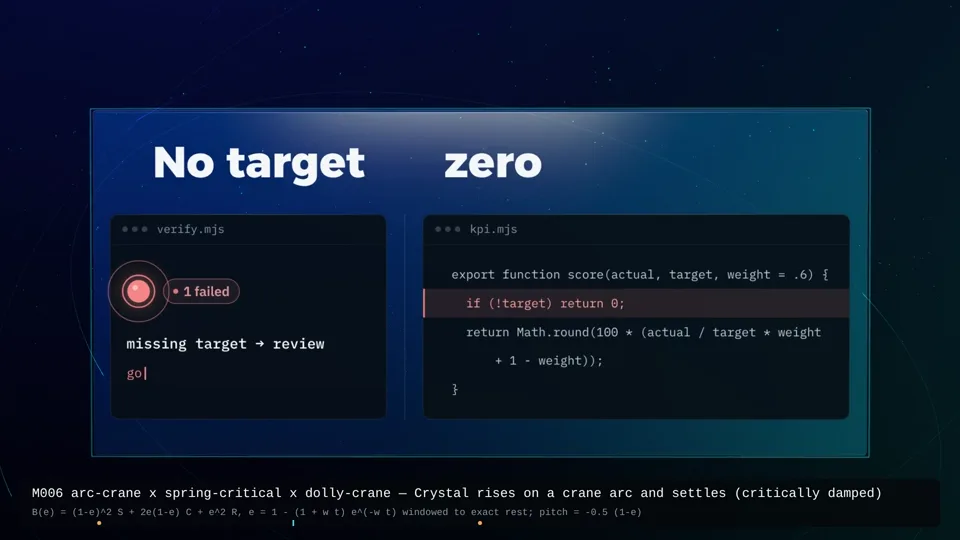 No target zero
verify.mjs
1 failed
missing target → review
go
kpi.mjs
export function score(actual, target, weight = .6) {
if (!target) return 0;
return Math.round(100 * (actual / target * weight
+ 1 - weight));
}
M006 arc-crane x spring-critical x dolly-crane — Crystal rises on a crane arc and settles (critically damped)
B(e) = (1-e)^2 S + 2e(1-e) C + e^2 R, e = 1 - (1 + w t) e^(-w t) windowed to exact rest; pitch = -0.5 (1-e)